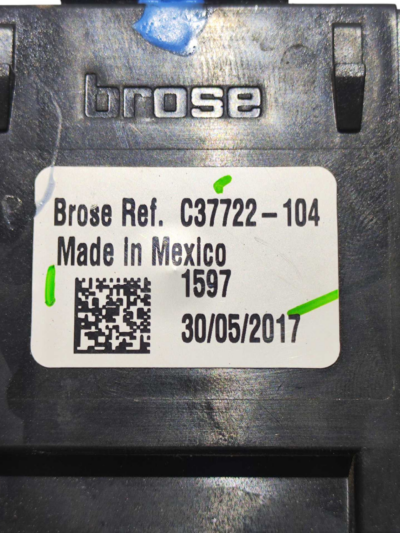 brose
Brose Ref. C37722-104
Made in Mexico
1597
30/05/2017